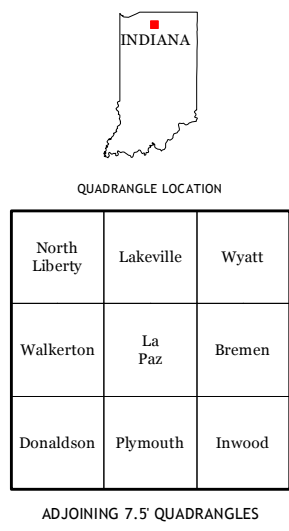 INDIANA
QUADRANGLE LOCATION
North
Liberty
Lakeville
Wyatt
Walkerton
La
Paz
Bremen
Donaldson
Plymouth
Inwood
ADJOINING 7.5' QUADRANGLES